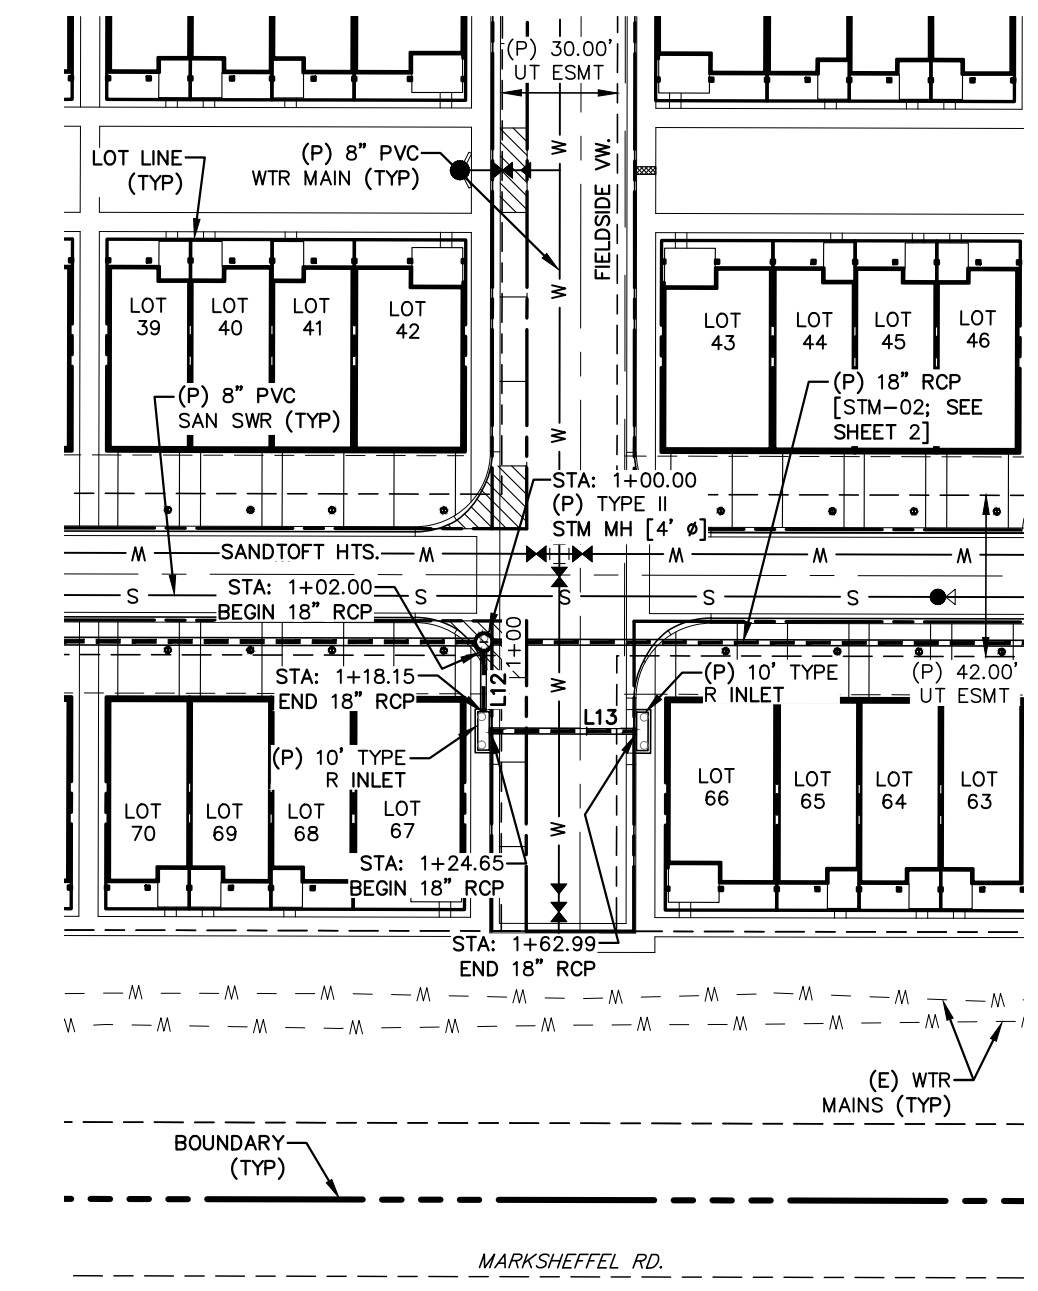 (P) 30.00'
UT ESMT
LOT LINE
(TYP)
(P) 8" PVC
WTR MAIN (TYP)
W
FIELDSIDE VW.
W
LOT
39
LOT
40
LOT
41
LOT
42
LOT
43
LOT
44
LOT
45
LOT
46
(P) 8" PVC
SAN SWR (TYP)
(P) 18" RCP
[STM-02; SEE
SHEET 2]
W
STA: 1+00.00
(P) TYPE II
STM MH [4' ø]
W
SANDTOFT HTS.
W
W
W
W
STA: 1+02.00
BEGIN 18" RCP
S
S
S
S
S
1+00
L12
STA: 1+18.15
END 18" RCP
W
(P) 10' TYPE
R INLET
(P) 42.00'
UT ESMT
L13
(P) 10' TYPE
R INLET
LOT
70
LOT
69
LOT
68
LOT
67
LOT
66
LOT
65
LOT
64
LOT
63
W
STA: 1+24.65
BEGIN 18" RCP
STA: 1+62.99
END 18" RCP
W W W W W W W W W W
W W W W W W W W W W W
(E) WTR
MAINS (TYP)
BOUNDARY
(TYP)
MARKSHEFFEL RD.